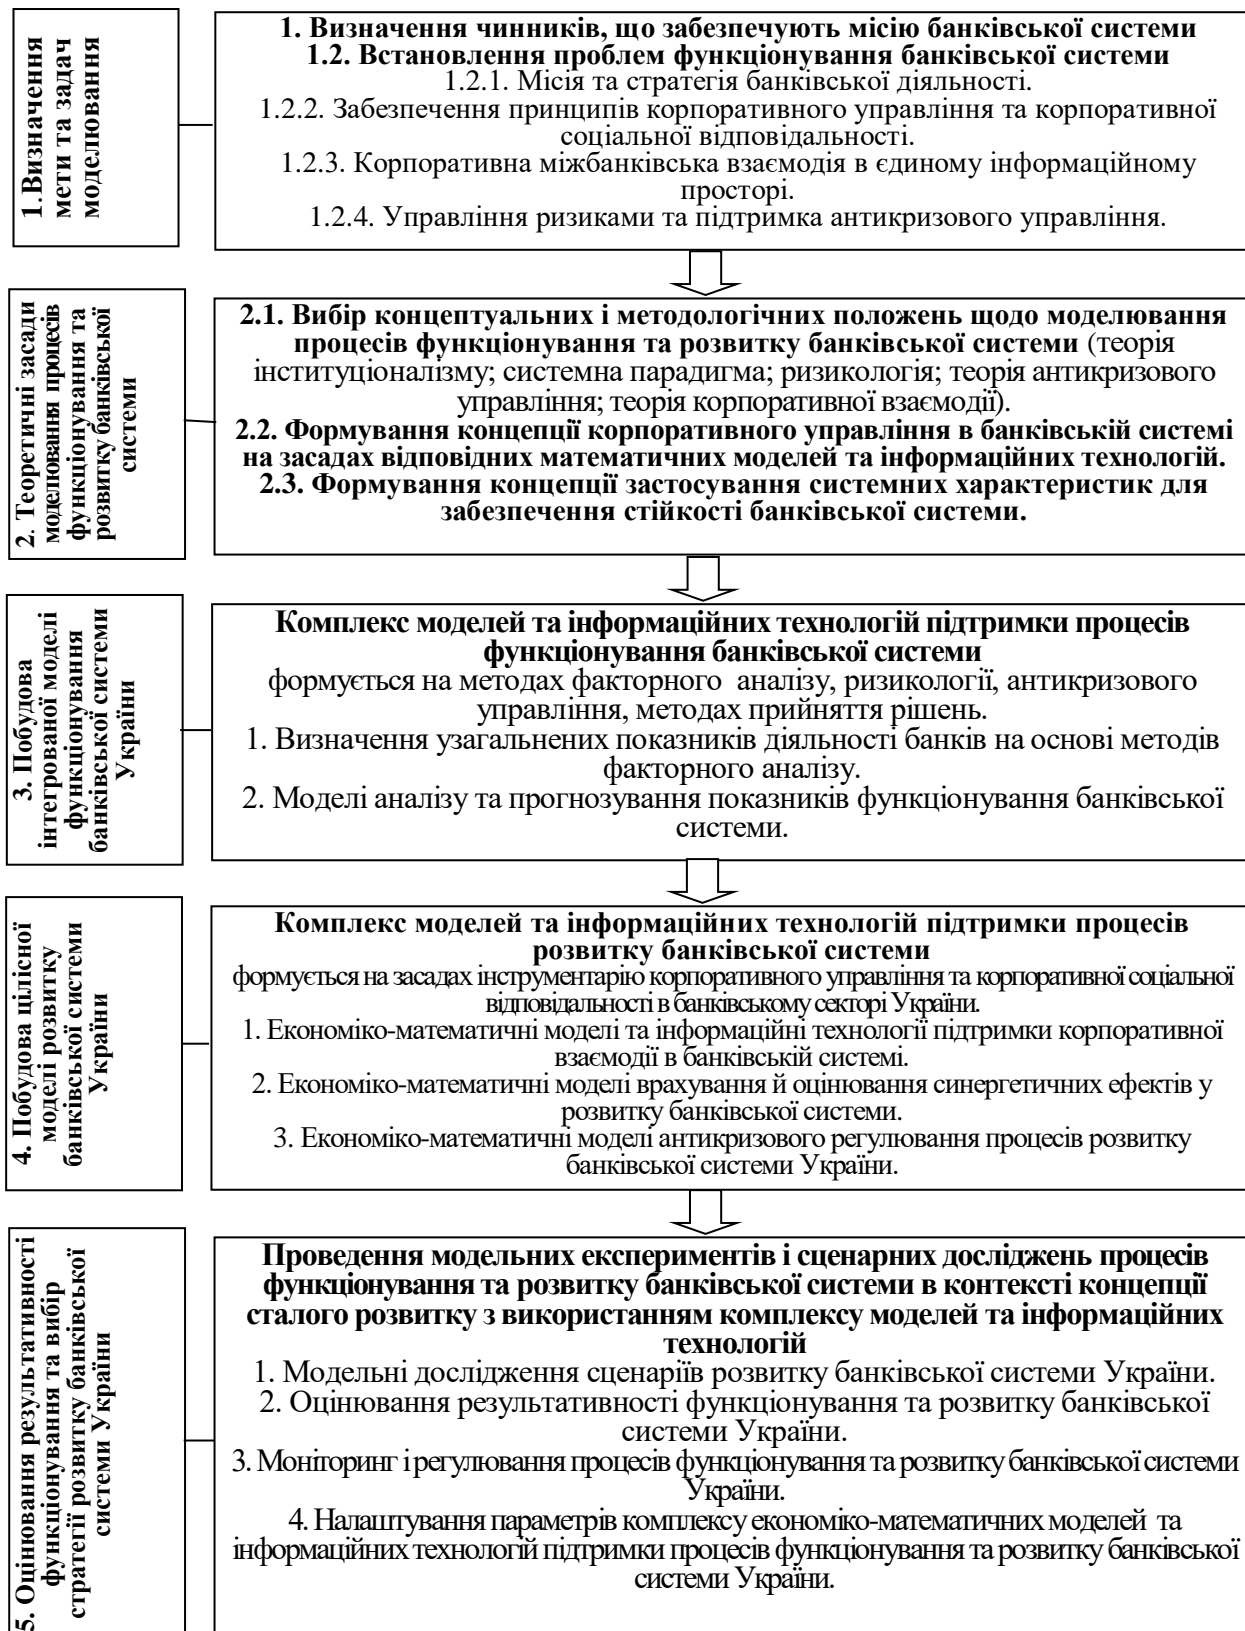 1.Визначення
мети та задач
моделювання
1. Визначення чинників, що забезпечують місію банківської системи
1.2. Встановлення проблем функціонування банківської системи
1.2.1. Місія та стратегія банківської діяльності.
1.2.2. Забезпечення принципів корпоративного управління та корпоративної
соціальної відповідальності.
1.2.3. Корпоративна міжбанківська взаємодія в єдиному інформаційному
просторі.
1.2.4. Управління ризиками та підтримка антикризового управління.
2. Теоретичні засади
моделювання процесів
функціонування та
розвитку банківської
системи
2.1. Вибір концептуальних і методологічних положень щодо моделювання
процесів функціонування та розвитку банківської системи (теорія
інституціоналізму; системна парадигма; ризикологія; теорія антикризового
управління; теорія корпоративної взаємодії).
2.2. Формування концепції корпоративного управління в банківській системі
на засадах відповідних математичних моделей та інформаційних технологій.
2.3. Формування концепції застосування системних характеристик для
забезпечення стійкості банківської системи.
3. Побудова
інтегрованої моделі
функціонування
банківської системи
України
Комплекс моделей та інформаційних технологій підтримки процесів
функціонування банківської системи
формується на методах факторного аналізу, ризикології, антикризового
управління, методах прийняття рішень.
1. Визначення узагальнених показників діяльності банків на основі методів
факторного аналізу.
2. Моделі аналізу та прогнозування показників функціонування банківської
системи.
4. Побудова цілісної
моделі розвитку
банківської системи
України
Комплекс моделей та інформаційних технологій підтримки процесів
розвитку банківської системи
формується на засадах інструментарію корпоративного управління та корпоративної соціальної
відповідальності в банківському секторі України.
1. Економіко-математичні моделі та інформаційні технології підтримки корпоративної
взаємодії в банківській системі.
2. Економіко-математичні моделі врахування й оцінювання синергетичних ефектів у
розвитку банківської системи.
3. Економіко-математичні моделі антикризового регулювання процесів розвитку
банківської системи України.
5. Оцінювання результативності
функціонування та вибір
стратегії розвитку банківської
системи України
Проведення модельних експериментів і сценарних досліджень процесів
функціонування та розвитку банківської системи в контексті концепції
сталого розвитку з використанням комплексу моделей та інформаційних
технологій
1. Модельні дослідження сценаріїв розвитку банківської системи України.
2. Оцінювання результативності функціонування та розвитку банківської
системи України.
3. Моніторинг і регулювання процесів функціонування та розвитку банківської системи
України.
4. Налаштування параметрів комплексу економіко-математичних моделей та
інформаційних технологій підтримки процесів функціонування та розвитку банківської
системи України.